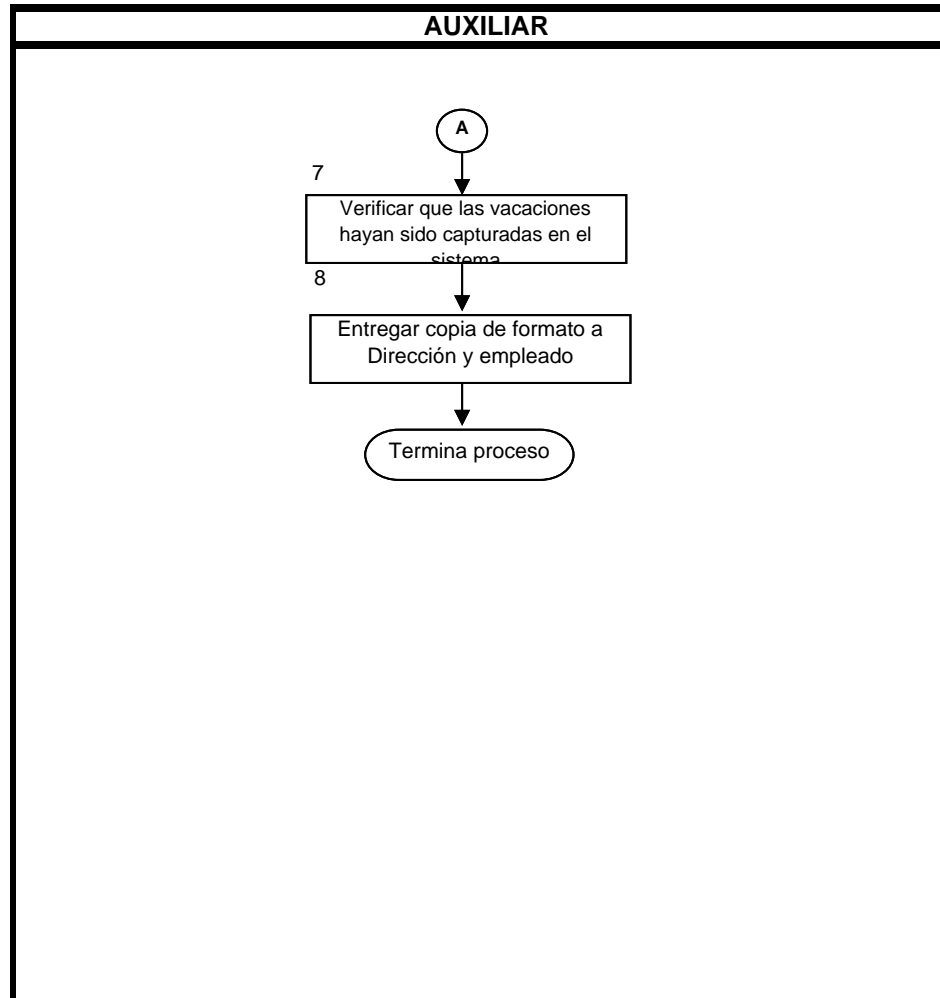 AUXILIAR
A
7
Verificar que las vacaciones
hayan sido capturadas en el
sistema
8
Entregar copia de formato a
Dirección y empleado
Termina proceso